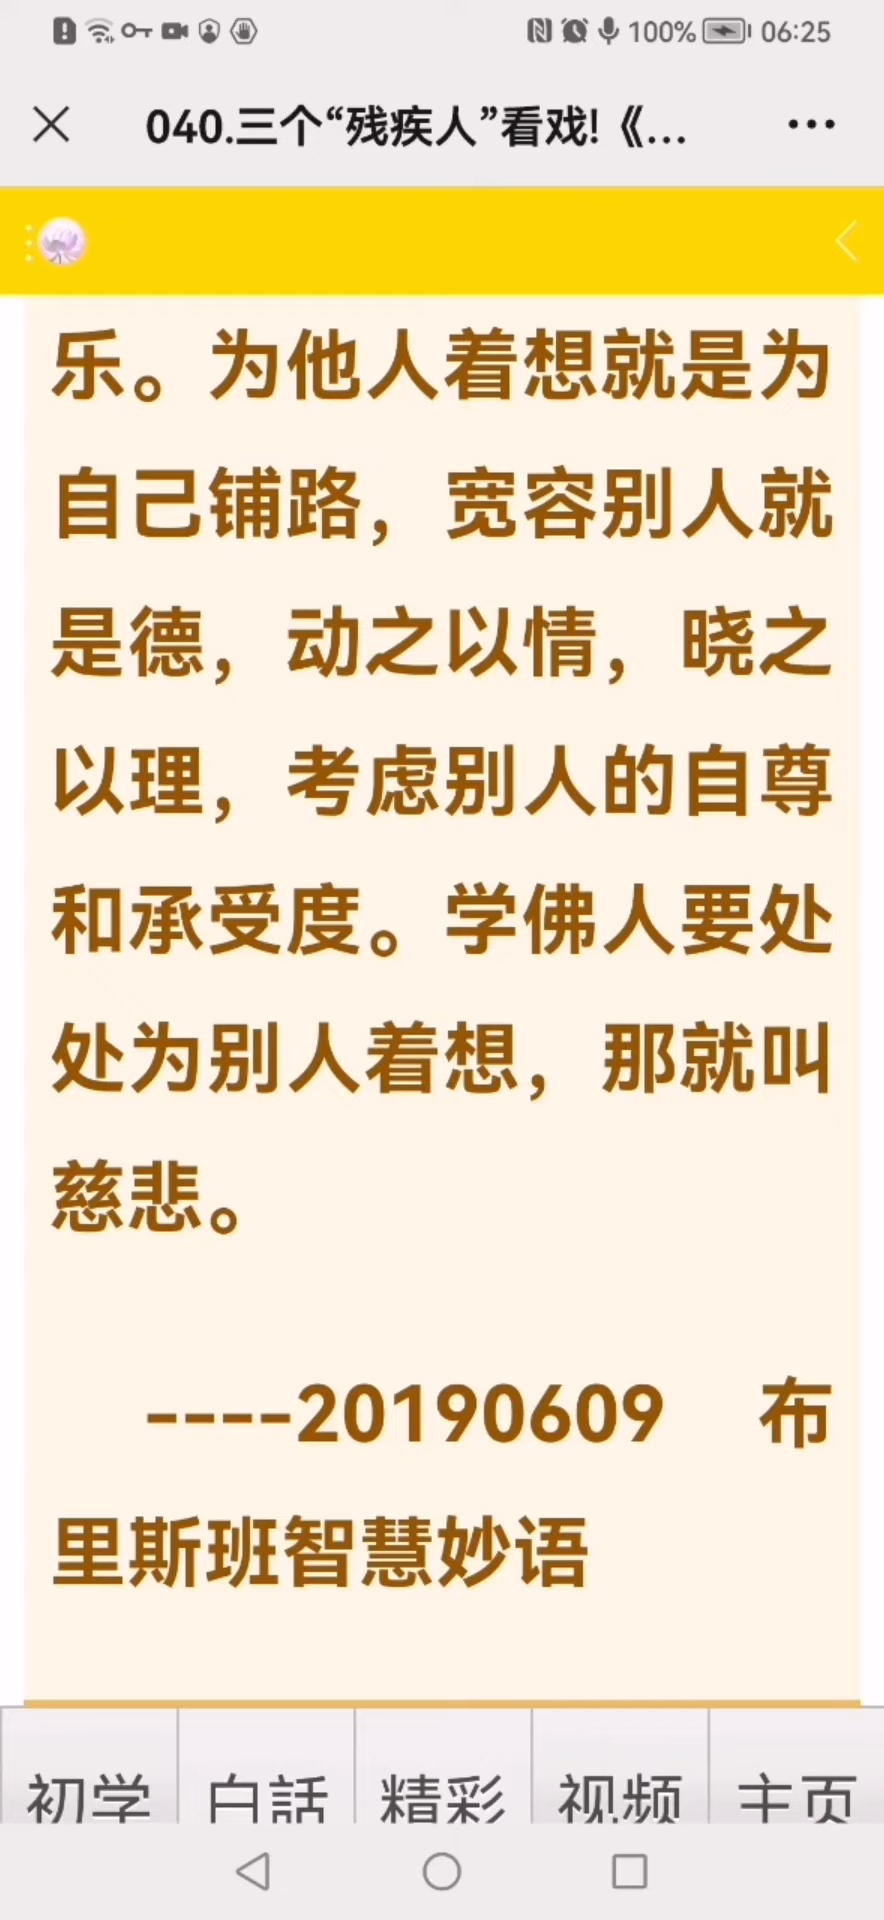 100% 06:25
040.三个“残疾人”看戏!《...
乐。为他人着想就是为
自己铺路，宽容别人就
是德，动之以情，晓之
以理，考虑别人的自尊
和承受度。学佛人要处
处为别人着想，那就叫
慈悲。
----20190609 布
里斯班智慧妙语
初学 白話 精彩 视频 主页